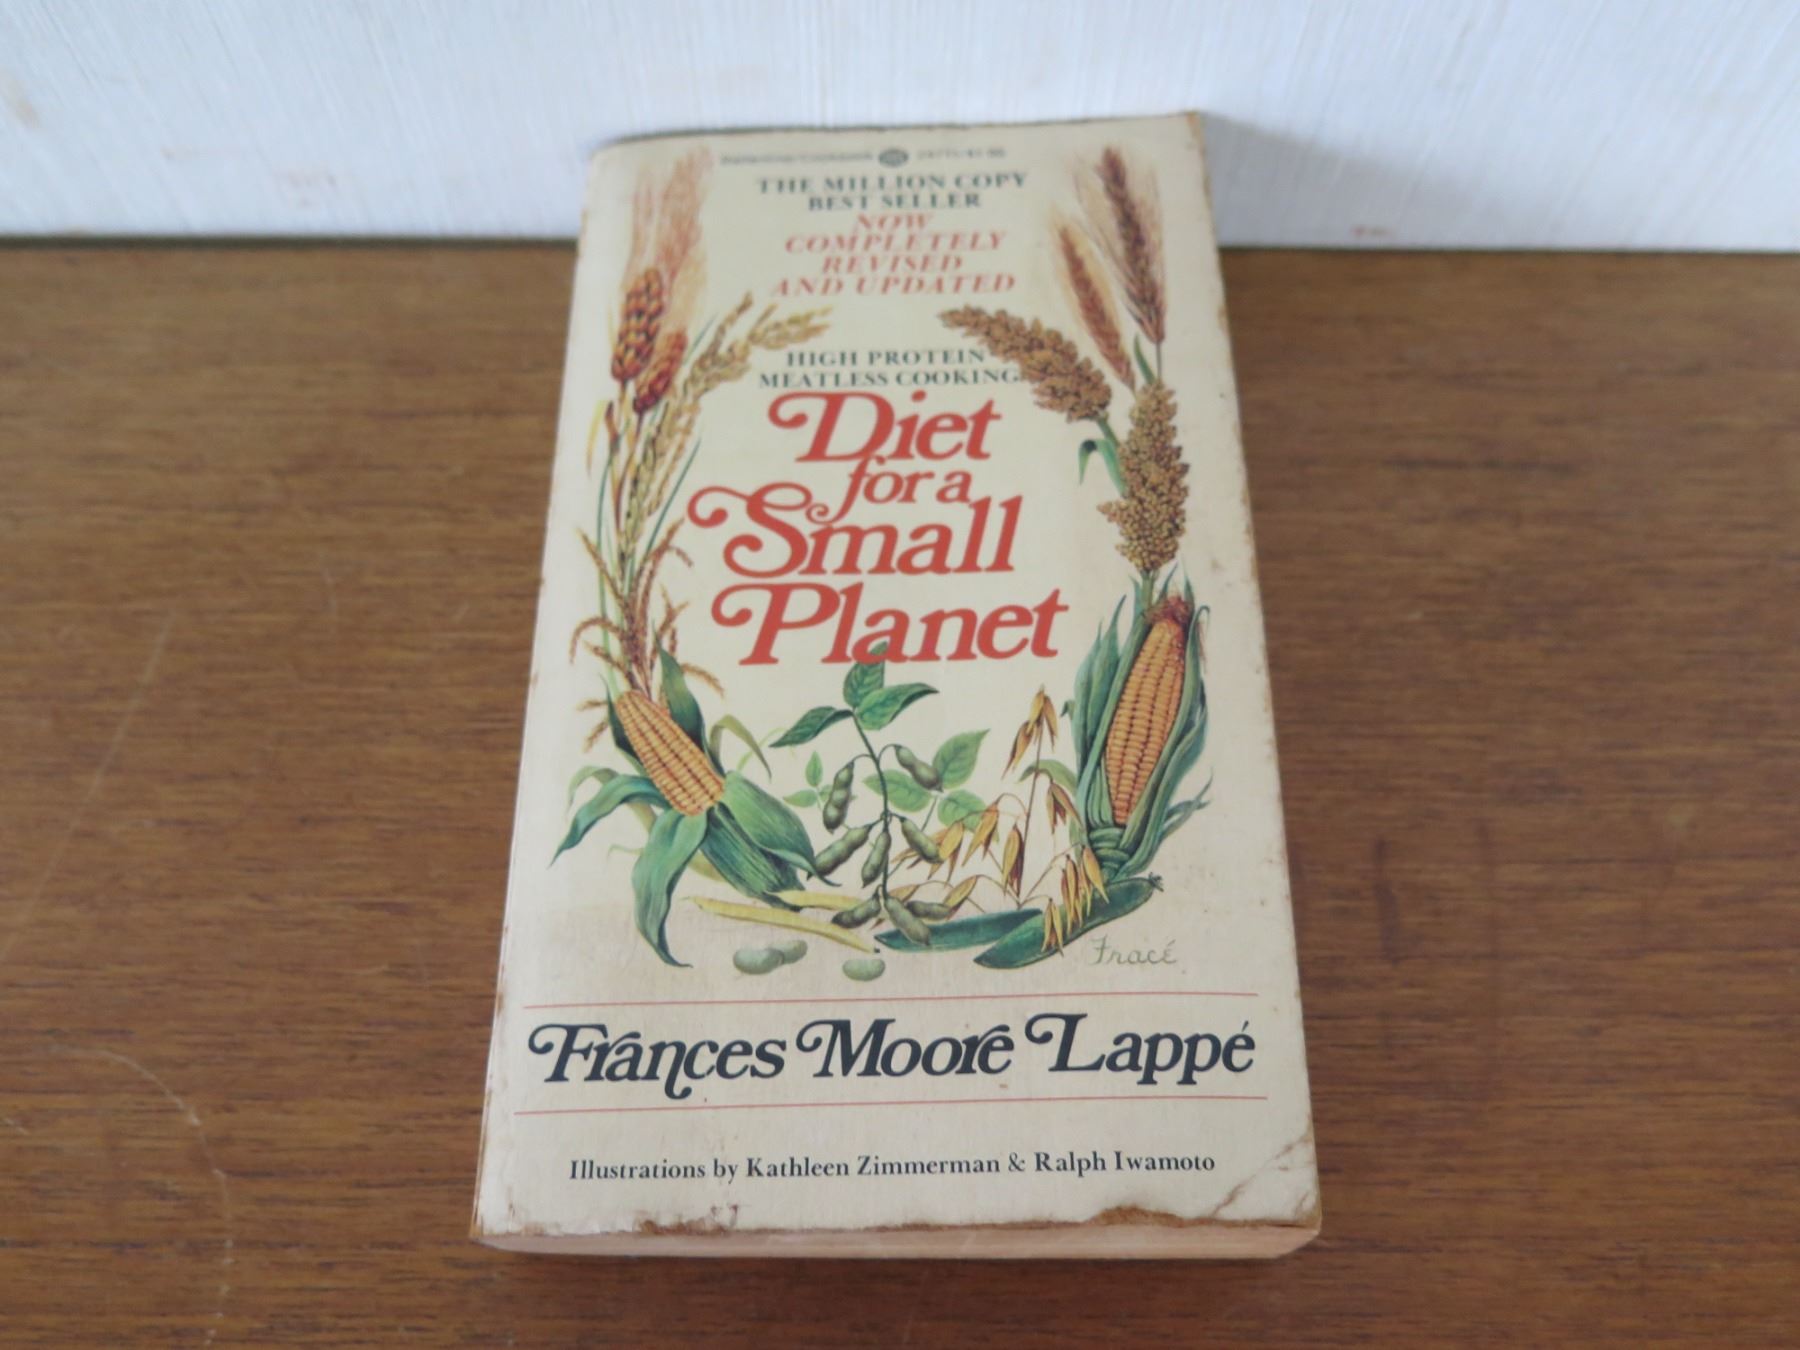 THE MILLION COPY
BEST SELLER
NOW
COMPLETELY
REVISED
AND UPDATED
HIGH PROTEIN
MEATLESS COOKING
Diet
for a
Small
Planet
Fracé
Frances Moore Lappé
Illustrations by Kathleen Zimmerman & Ralph Iwamoto